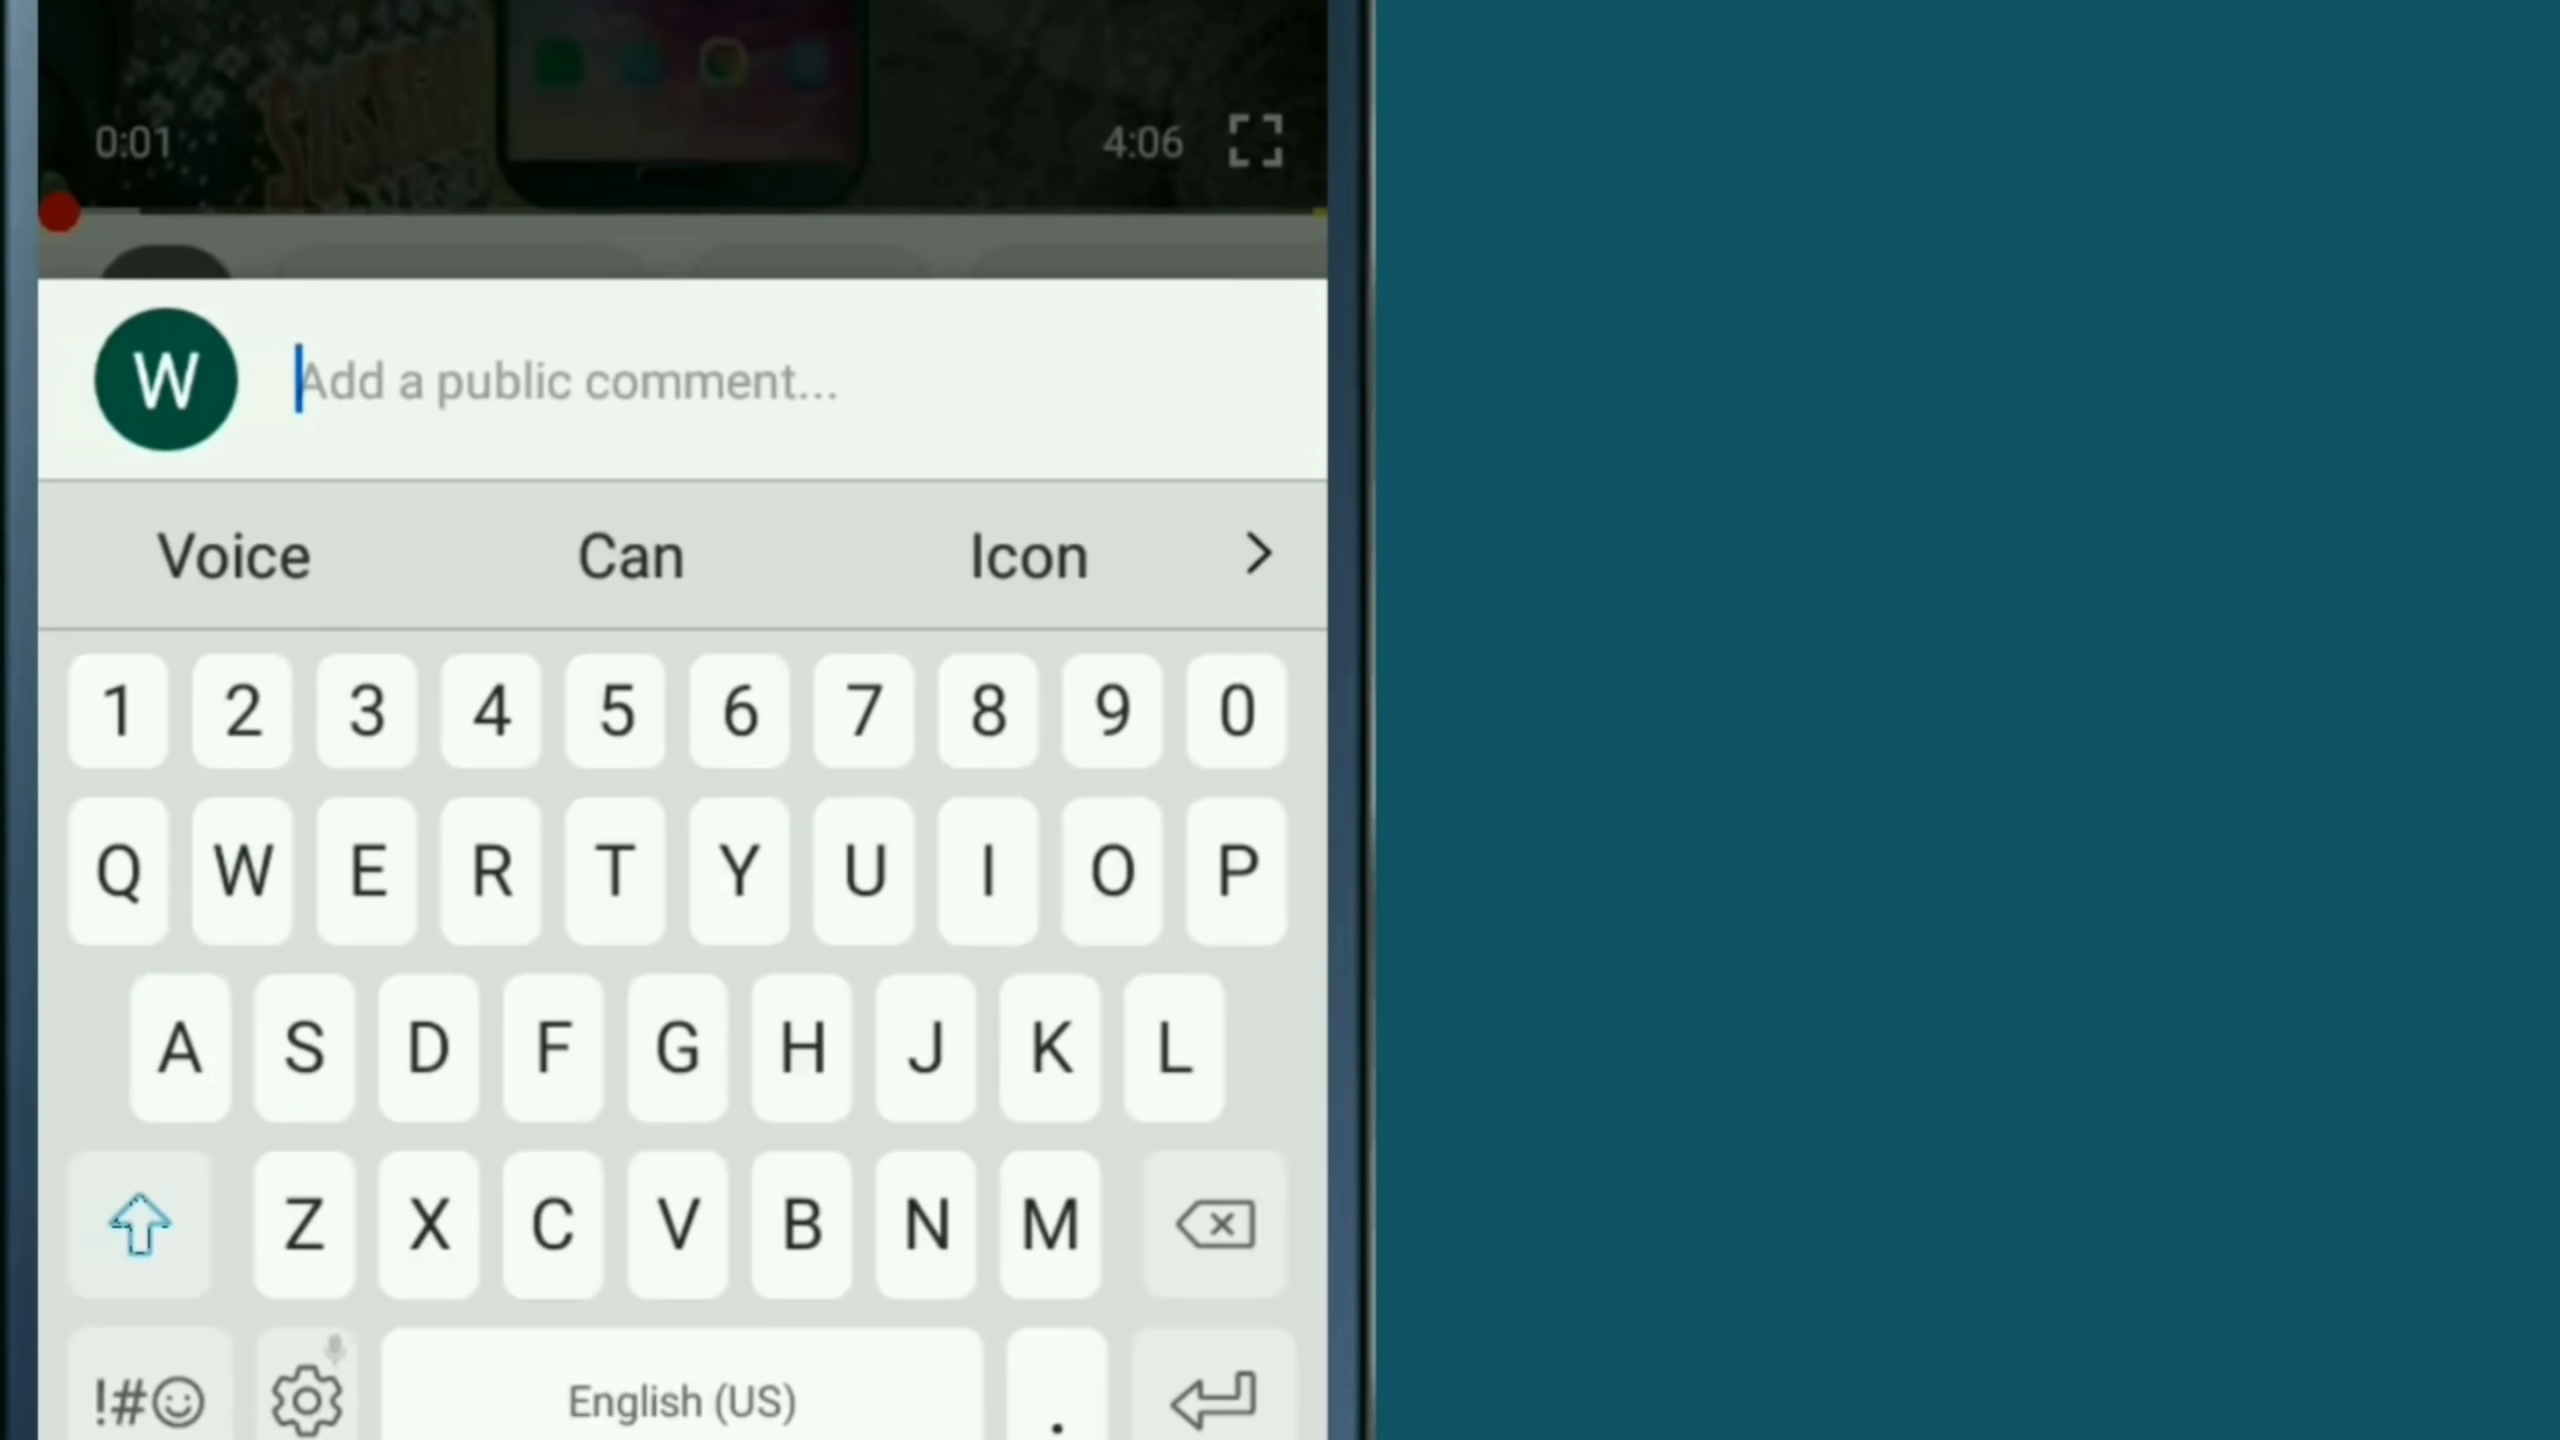 0:01 4:06
W Add a public comment...
Voice Can Icon
1 2 3 4 5 6 7 8 9 0
Q W E R T Y U I O P
A S D F G H J K L
Z X C V B N M
!#☺ English (US) .